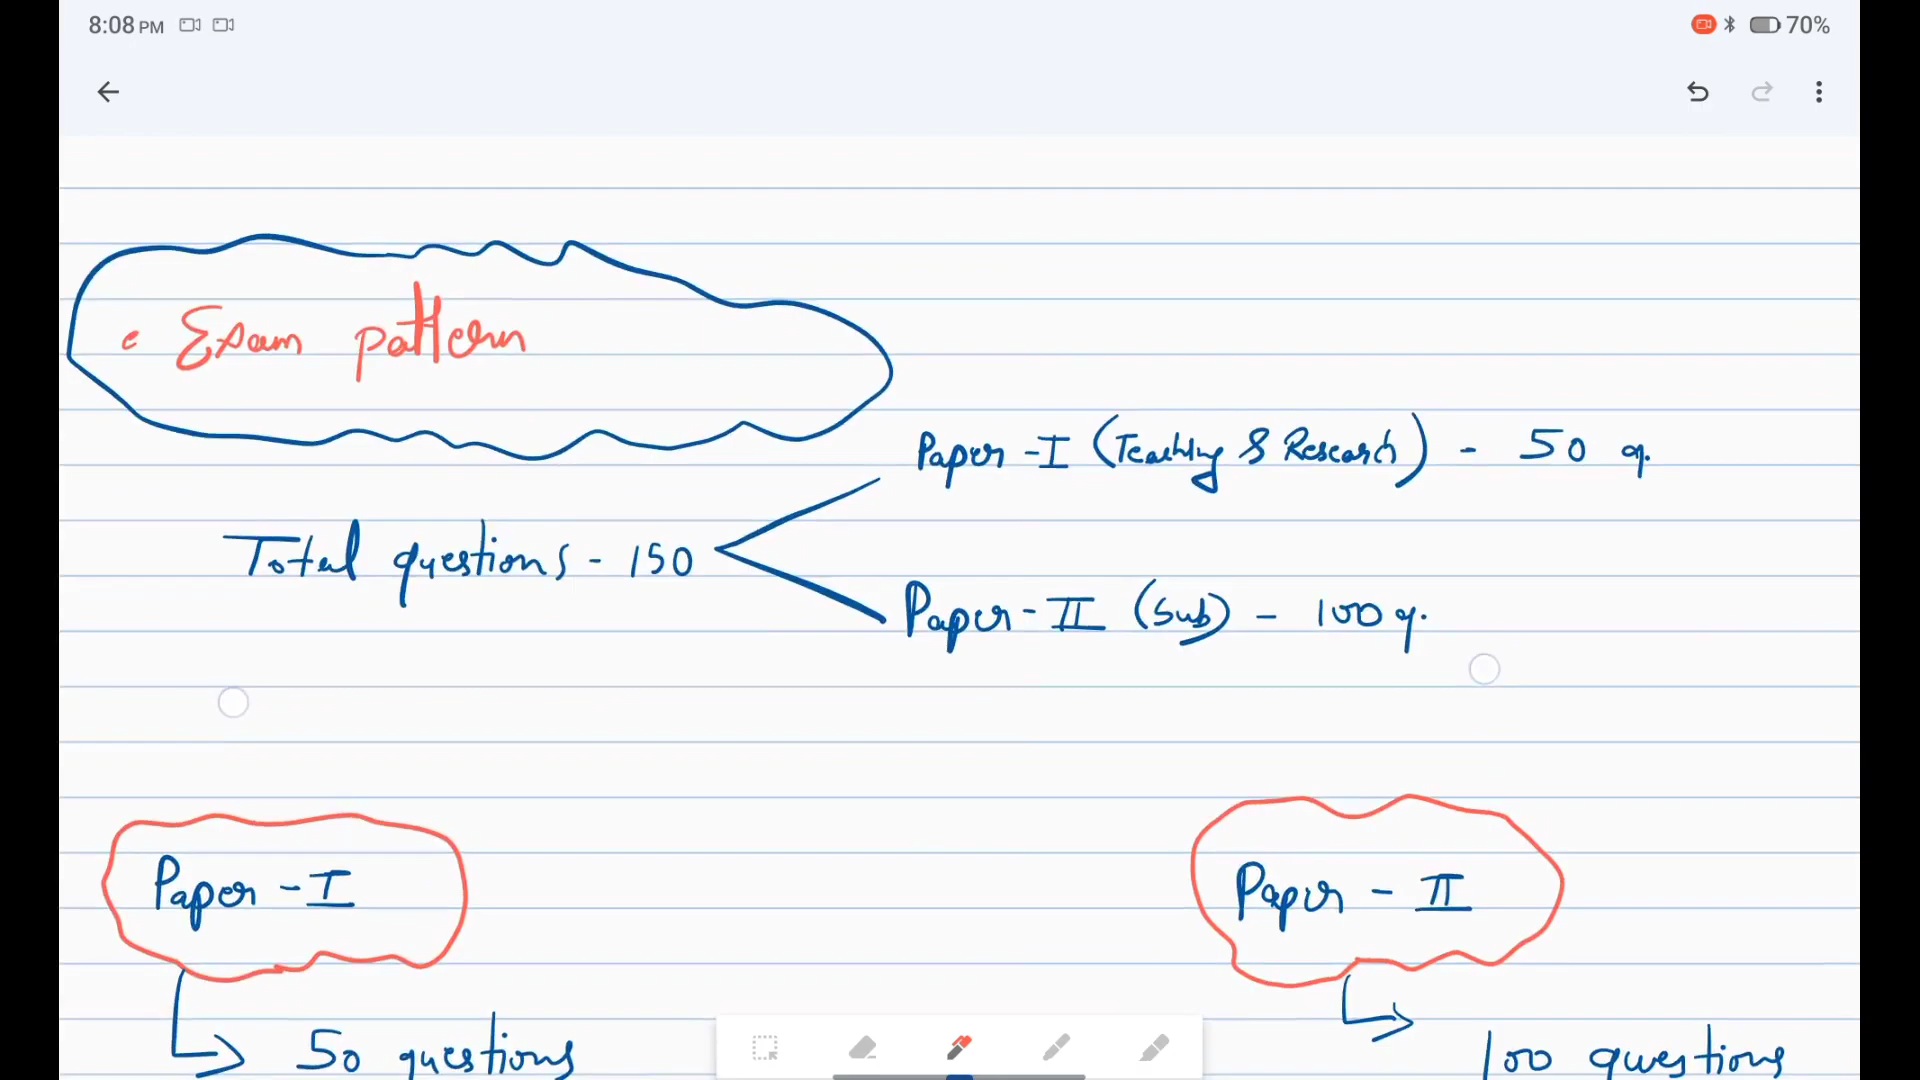 8:08 PM
70%
Exam pattern
Paper - I (Teaching & Research) - 50 q.
Total questions - 150
Paper - II (Sub) - 100 q.
Paper - I
Paper - II
50 questions
100 questions